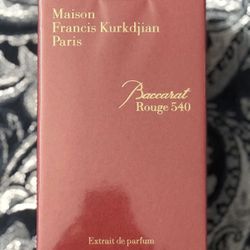 Maison
Francis Kurkdjian
Paris
Baccarat
Rouge 540
Extrait de parfum